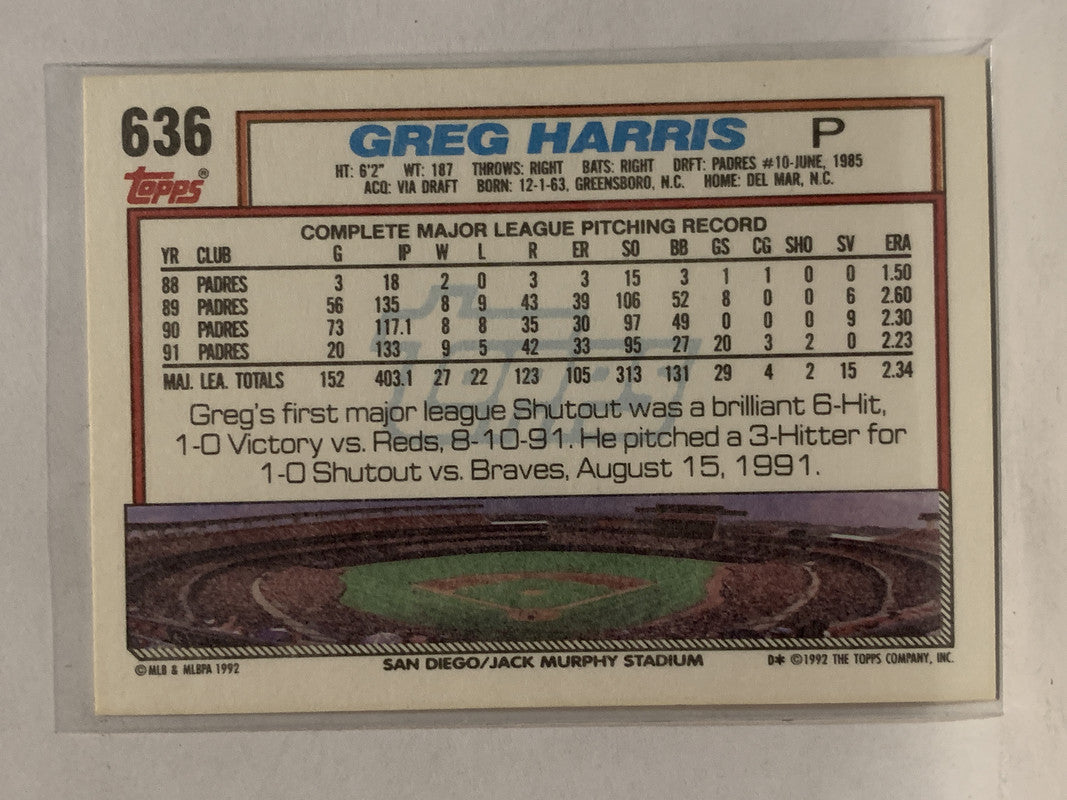 636
GREG HARRIS P
topps®
HT: 6'2" WT: 187 THROWS: RIGHT BATS: RIGHT DRFT: PADRES #10-JUNE, 1985
ACQ: VIA DRAFT BORN: 12-1-63, GREENSBORO, N.C. HOME: DEL MAR, N.C.
COMPLETE MAJOR LEAGUE PITCHING RECORD
YR CLUB G IP W L R ER SO BB GS CG SHO SV ERA
88 PADRES 3 18 2 0 3 3 15 3 1 1 0 0 1.50
89 PADRES 56 135 8 9 43 39 106 52 8 0 0 6 2.60
90 PADRES 73 117.1 8 8 35 30 97 49 0 0 0 9 2.30
91 PADRES 20 133 9 5 42 33 95 27 20 3 2 0 2.23
MAJ. LEA. TOTALS 152 403.1 27 22 123 105 313 131 29 4 2 15 2.34
topps
Greg's first major league Shutout was a brilliant 6-Hit,
1-0 Victory vs. Reds, 8-10-91. He pitched a 3-Hitter for
1-0 Shutout vs. Braves, August 15, 1991.
©MLB & MLBPA 1992 SAN DIEGO/JACK MURPHY STADIUM D* ©1992 THE TOPPS COMPANY, INC.